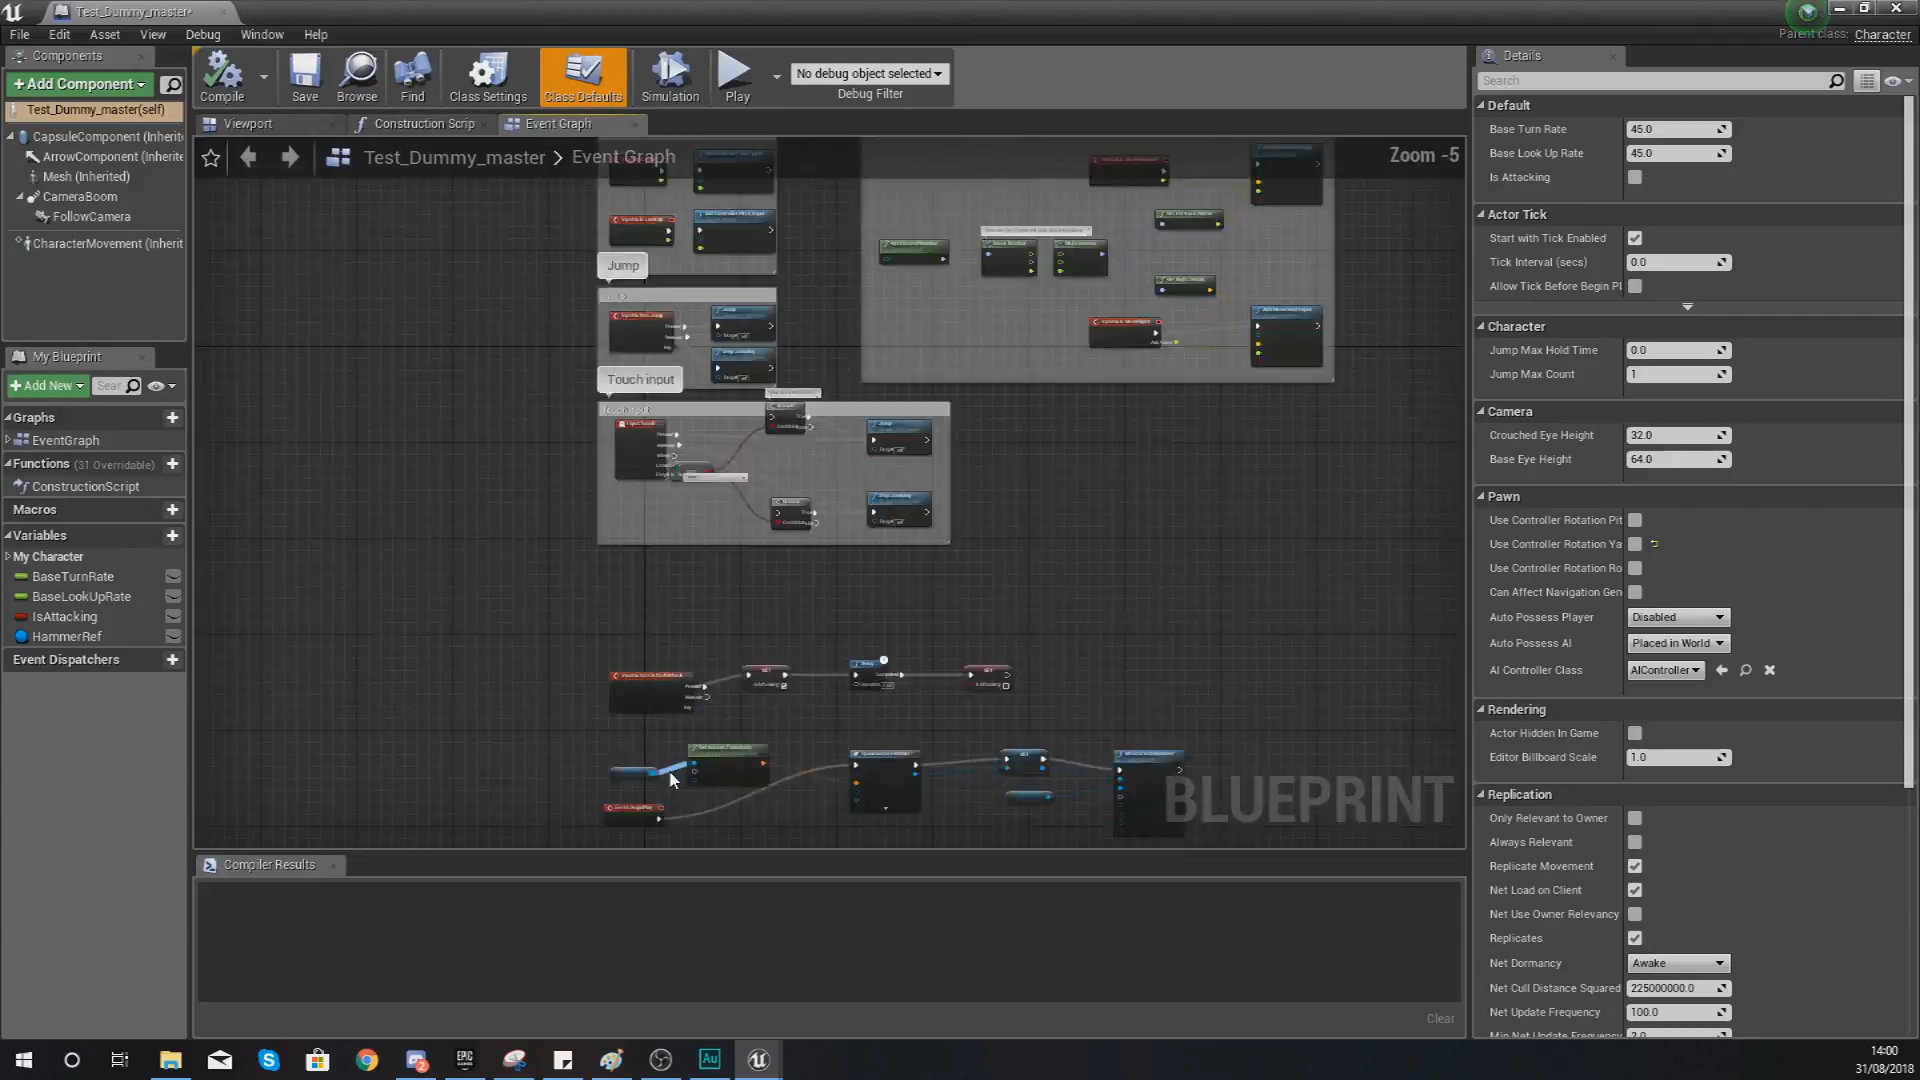 Test_Dummy_master*
File Edit Asset View Debug Window Help
Parent class: Character
Components
+Add Component
Test_Dummy_master(self)
CapsuleComponent (Inherit
ArrowComponent (Inherite
Mesh (Inherited)
CameraBoom
FollowCamera
CharacterMovement (Inherit
My Blueprint
+Add New
Sear
Graphs
EventGraph
Functions (31 Overridable)
ConstructionScript
Macros
Variables
My Character
BaseTurnRate
BaseLookUpRate
IsAttacking
HammerRef
Event Dispatchers
Compile
Save
Browse
Find
Class Settings
Class Defaults
Simulation
Play
No debug object selected
Debug Filter
Viewport
Construction Scrip
Event Graph
Test_Dummy_master > Event Graph
Zoom -5
Jump
Touch input
BLUEPRINT
Compiler Results
Clear
Details
Search
Default
Base Turn Rate 45.0
Base Look Up Rate 45.0
Is Attacking
Actor Tick
Start with Tick Enabled
Tick Interval (secs) 0.0
Allow Tick Before Begin Pl
Character
Jump Max Hold Time 0.0
Jump Max Count 1
Camera
Crouched Eye Height 32.0
Base Eye Height 64.0
Pawn
Use Controller Rotation Pit
Use Controller Rotation Ya
Use Controller Rotation Ro
Can Affect Navigation Gen
Auto Possess Player Disabled
Auto Possess AI Placed in World
AI Controller Class AIController
Rendering
Actor Hidden In Game
Editor Billboard Scale 1.0
Replication
Only Relevant to Owner
Always Relevant
Replicate Movement
Net Load on Client
Net Use Owner Relevancy
Replicates
Net Dormancy Awake
Net Cull Distance Squared 225000000.0
Net Update Frequency 100.0
Min Net Update Frequency 2.0
14:00
31/08/2018